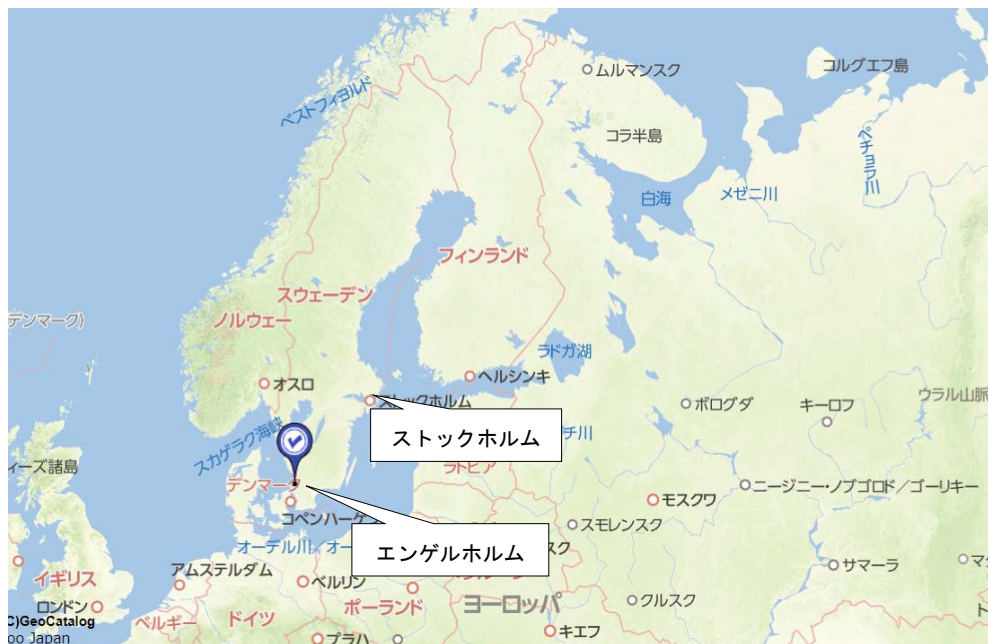 ムルマンスク
コルグエフ島
ベストフィヨルド
コラ半島
ペチョラ川
白海
メゼニ川
フィンランド
スウェーデン
ノルウェー
デンマーク)
ラドガ湖
ヘルシンキ
オスロ
ストックホルム
ボログダ
キーロフ
ウラル山脈
スカゲラク海峡
ストックホルム
チ川
ィーズ諸島
ラトビア
デンマーク
モスクワ
ニージニー・ノブゴロド/ゴーリキー
コペンハーゲン
スモレンスク
エンゲルホルム
スク
オーデル川/オー
サマーラ
イギリス
アムステルダム
ベルリン
ポーランド
ヨーロッパ
クルスク
ロンドン
ベルギー
ドイツ
キエフ
プラハ
C)GeoCatalog
oo Japan